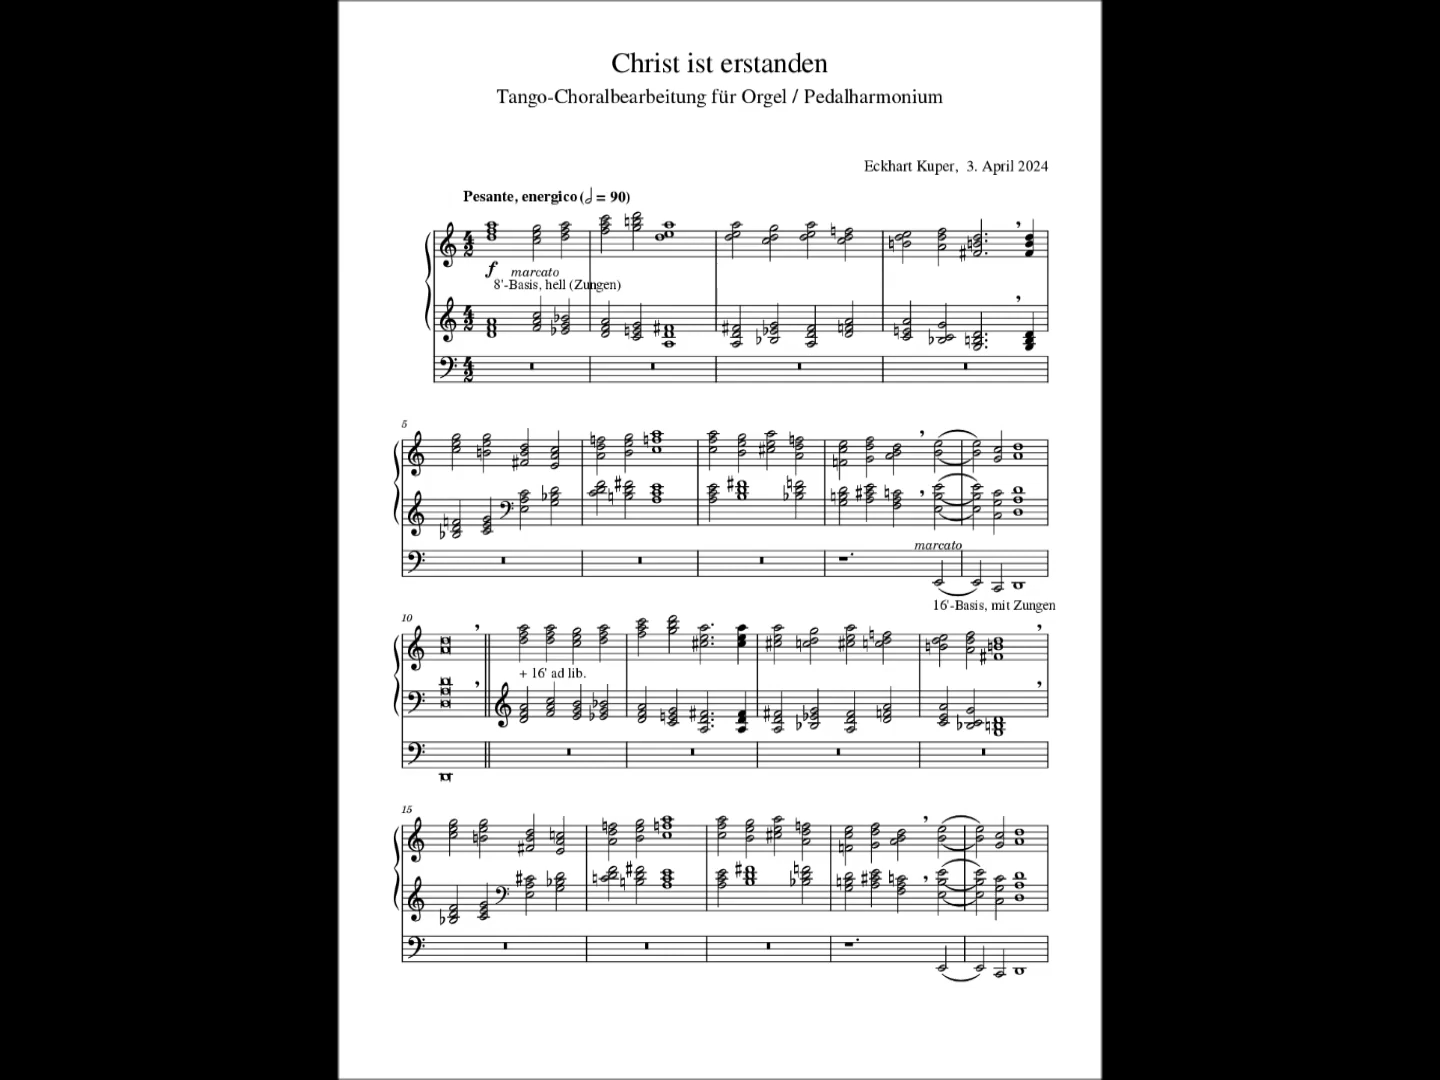 Christ ist erstanden
Tango-Choralbearbeitung für Orgel / Pedalharmonium
Eckhart Kuper, 3. April 2024
Pesante, energico (𝅗𝅥 = 90)
f marcato
8'-Basis, hell (Zungen)
5
marcato
16'-Basis, mit Zungen
10
+ 16' ad lib.
15